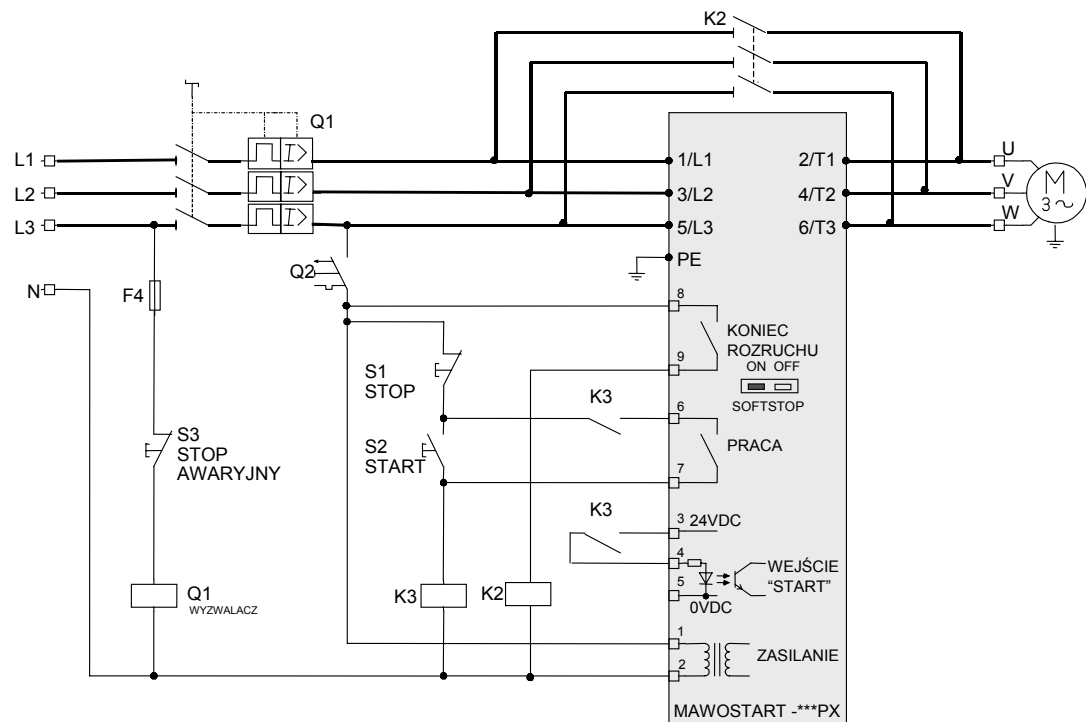 K2
Q1
L1
L2
L3
N
1/L1
3/L2
5/L3
PE
2/T1
4/T2
6/T3
U
V
W
M
3~
I>
I>
I>
Q2
F4
8
9
KONIEC
ROZRUCHU
ON OFF
SOFTSTOP
S1
STOP
K3
6
PRACA
7
S2
START
S3
STOP
AWARYJNY
K3
3
24VDC
4
5
0VDC
WEJŚCIE
“START”
Q1
WYZWALACZ
K3
K2
1
2
ZASILANIE
MAWOSTART -***PX